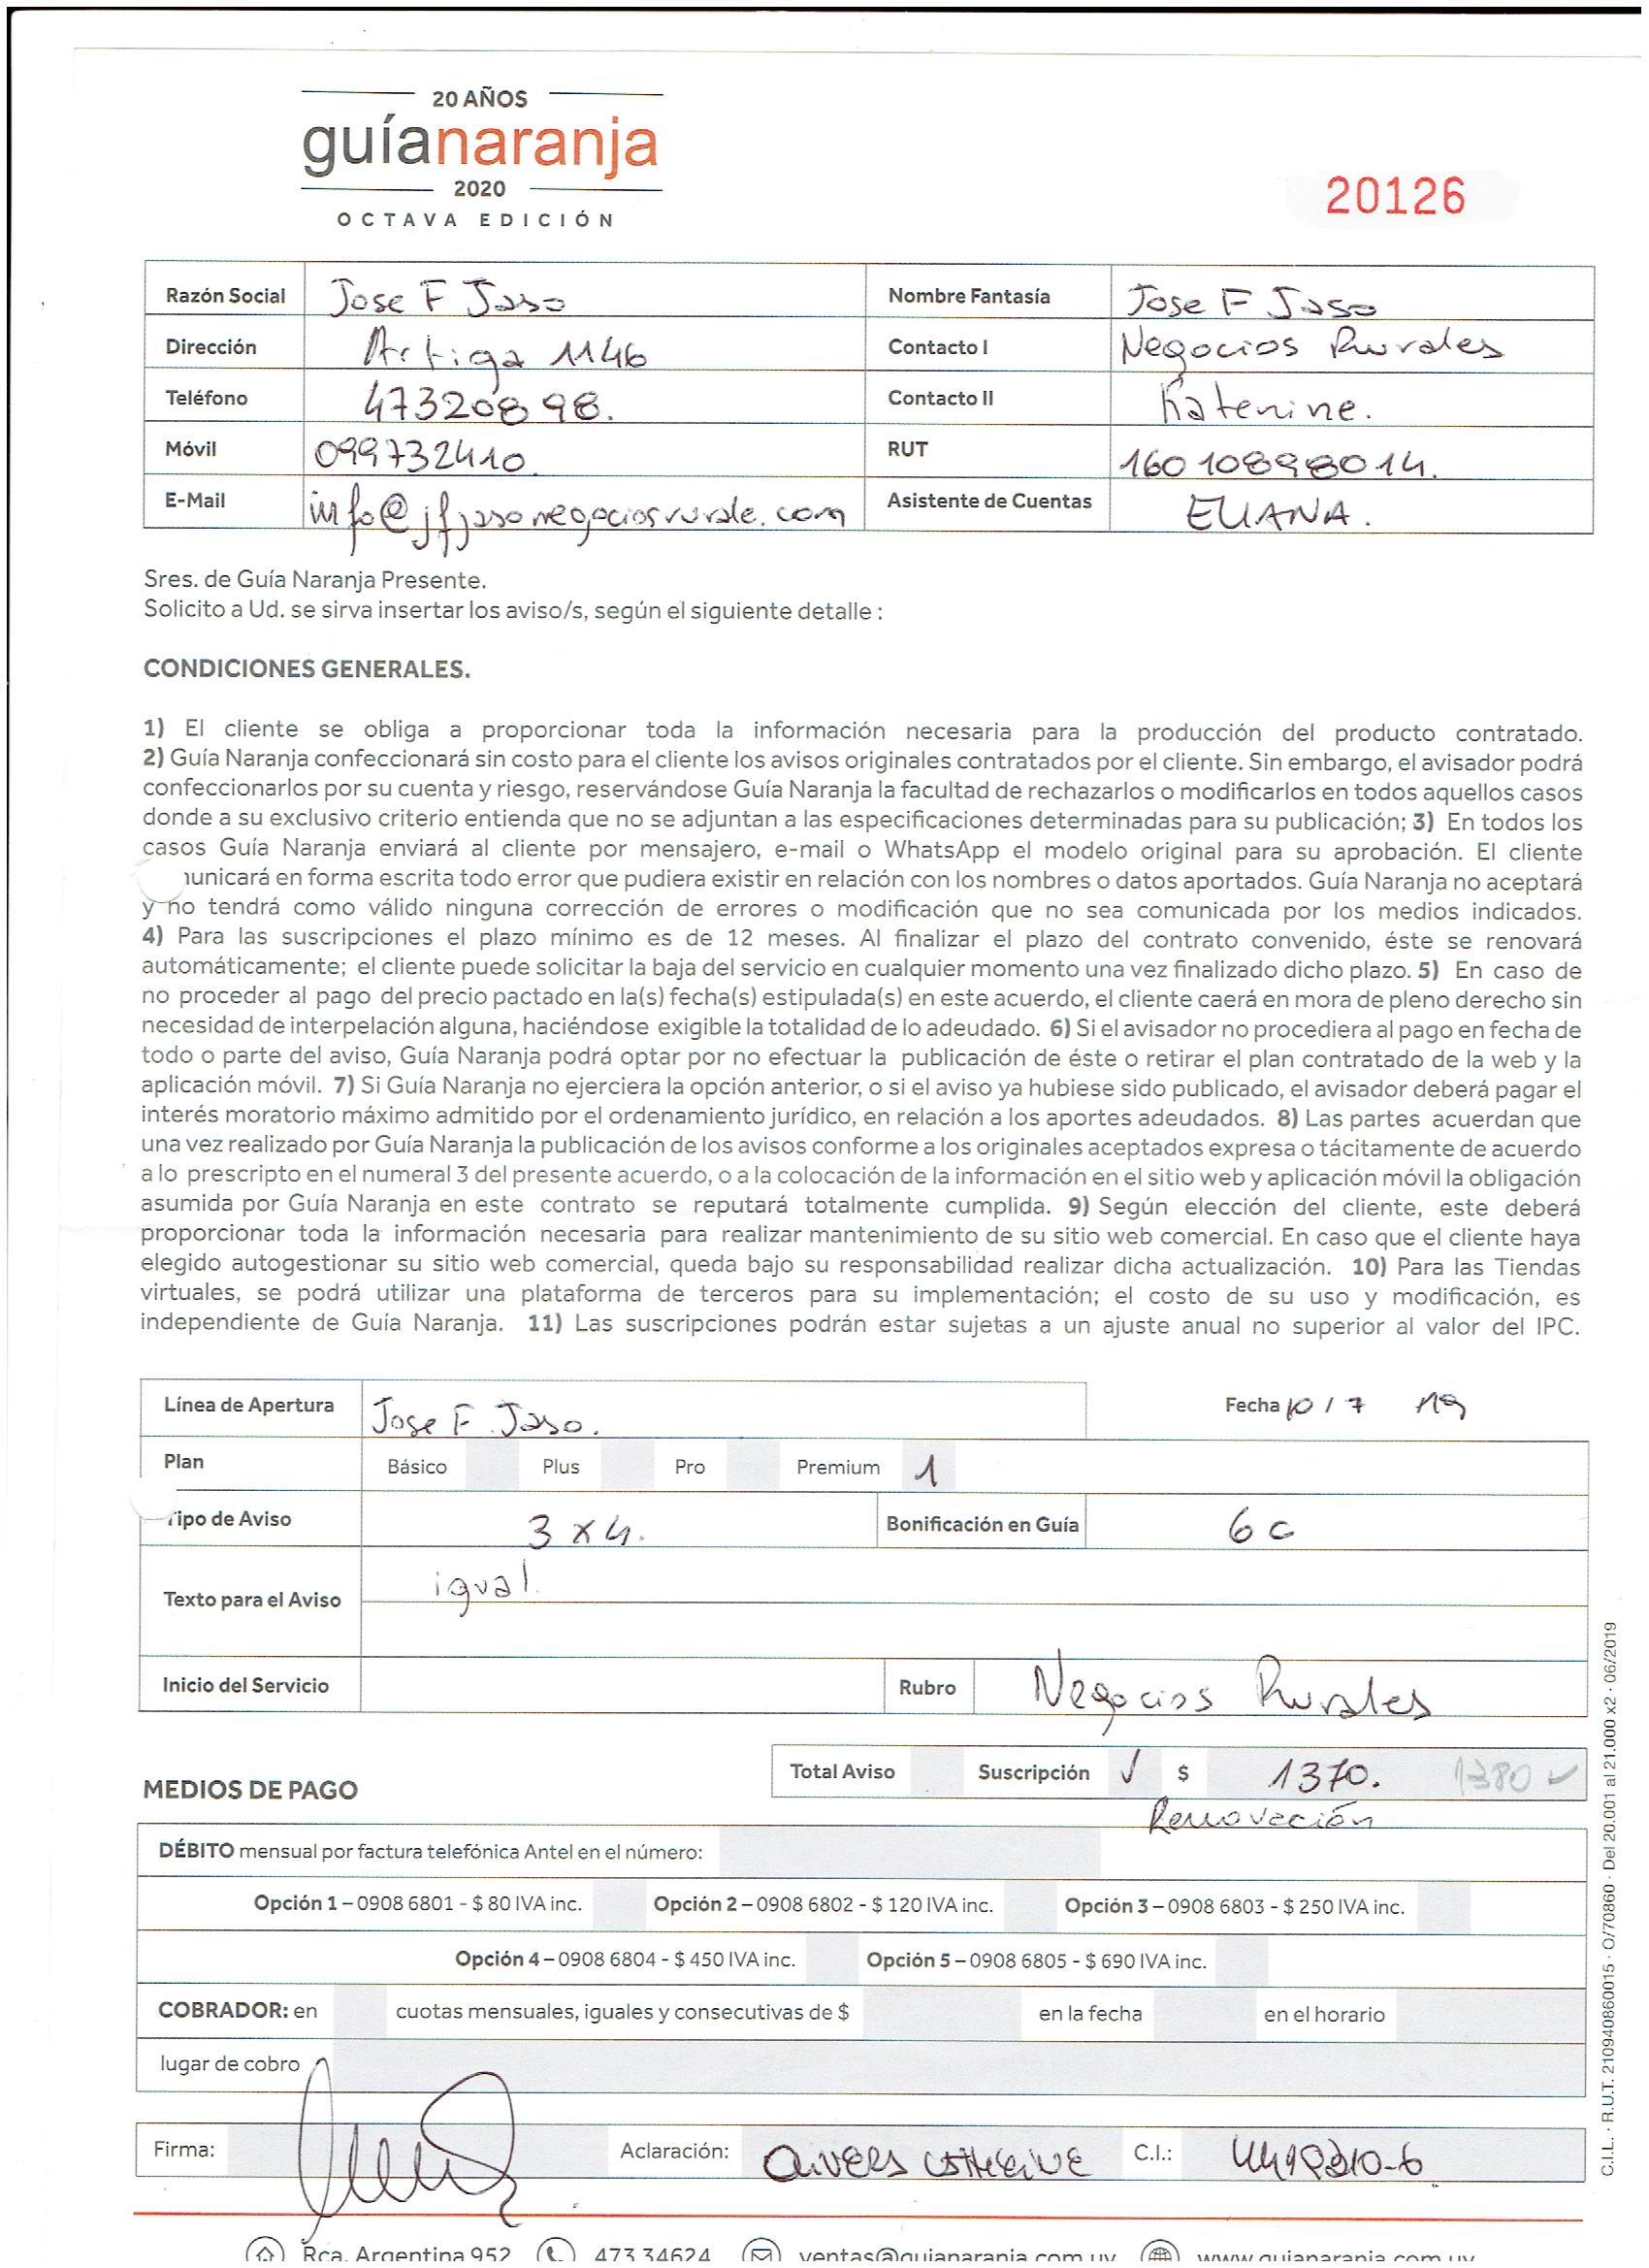 20 AÑOS
guíanaranja
2020
OCTAVA EDICIÓN
20126
Razón Social Jose F Jaso Nombre Fantasía Jose F Jaso
Dirección Artiga 1146 Contacto I Negocios Rurales
Teléfono 47320898. Contacto II Katerine.
Móvil 099732410. RUT 160108980014.
E-Mail info@jfjasonegociosrurale.com Asistente de Cuentas ELIANA.
Sres. de Guía Naranja Presente.
Solicito a Ud. se sirva insertar los aviso/s, según el siguiente detalle :
CONDICIONES GENERALES.
1) El cliente se obliga a proporcionar toda la información necesaria para la producción del producto contratado.
2) Guía Naranja confeccionará sin costo para el cliente los avisos originales contratados por el cliente. Sin embargo, el avisador podrá
confeccionarlos por su cuenta y riesgo, reservándose Guía Naranja la facultad de rechazarlos o modificarlos en todos aquellos casos
donde a su exclusivo criterio entienda que no se adjuntan a las especificaciones determinadas para su publicación; 3) En todos los
casos Guía Naranja enviará al cliente por mensajero, e-mail o WhatsApp el modelo original para su aprobación. El cliente
unicará en forma escrita todo error que pudiera existir en relación con los nombres o datos aportados. Guía Naranja no aceptará
y no tendrá como válido ninguna corrección de errores o modificación que no sea comunicada por los medios indicados.
4) Para las suscripciones el plazo mínimo es de 12 meses. Al finalizar el plazo del contrato convenido, éste se renovará
automáticamente; el cliente puede solicitar la baja del servicio en cualquier momento una vez finalizado dicho plazo. 5) En caso de
no proceder al pago del precio pactado en la(s) fecha(s) estipulada(s) en este acuerdo, el cliente caerá en mora de pleno derecho sin
necesidad de interpelación alguna, haciéndose exigible la totalidad de lo adeudado. 6) Si el avisador no procediera al pago en fecha de
todo o parte del aviso, Guía Naranja podrá optar por no efectuar la publicación de éste o retirar el plan contratado de la web y la
aplicación móvil. 7) Si Guía Naranja no ejerciera la opción anterior, o si el aviso ya hubiese sido publicado, el avisador deberá pagar el
interés moratorio máximo admitido por el ordenamiento jurídico, en relación a los aportes adeudados. 8) Las partes acuerdan que
una vez realizado por Guía Naranja la publicación de los avisos conforme a los originales aceptados expresa o tácitamente de acuerdo
a lo prescripto en el numeral 3 del presente acuerdo, o a la colocación de la información en el sitio web y aplicación móvil la obligación
asumida por Guía Naranja en este contrato se reputará totalmente cumplida. 9) Según elección del cliente, este deberá
proporcionar toda la información necesaria para realizar mantenimiento de su sitio web comercial. En caso que el cliente haya
elegido autogestionar su sitio web comercial, queda bajo su responsabilidad realizar dicha actualización. 10) Para las Tiendas
virtuales, se podrá utilizar una plataforma de terceros para su implementación; el costo de su uso y modificación, es
independiente de Guía Naranja. 11) Las suscripciones podrán estar sujetas a un ajuste anual no superior al valor del IPC.
Línea de Apertura Jose F. Jaso. Fecha 10 / 7 19
Plan Básico Plus Pro Premium 1
Tipo de Aviso 3 x 4. Bonificación en Guía 6 c
Texto para el Aviso igual.
Inicio del Servicio Rubro Negocios Rurales
Total Aviso Suscripción ✓ $ 1370. 1380 ✓
MEDIOS DE PAGO Renovación
DÉBITO mensual por factura telefónica Antel en el número:
Opción 1 – 0908 6801 - $ 80 IVA inc. Opción 2 – 0908 6802 - $ 120 IVA inc. Opción 3 – 0908 6803 - $ 250 IVA inc.
Opción 4 – 0908 6804 - $ 450 IVA inc. Opción 5 – 0908 6805 - $ 690 IVA inc.
COBRADOR: en cuotas mensuales, iguales y consecutivas de $ en la fecha en el horario
lugar de cobro
Firma: Aclaración: C.I.:
Rca. Argentina 952 473 34624 ventas@guianaranja.com.uy www.guianaranja.com.uy
C.I.L. · R.U.T. 210940860015 · O/70860 · Del 20.001 al 21.000 x2 · 06/2019